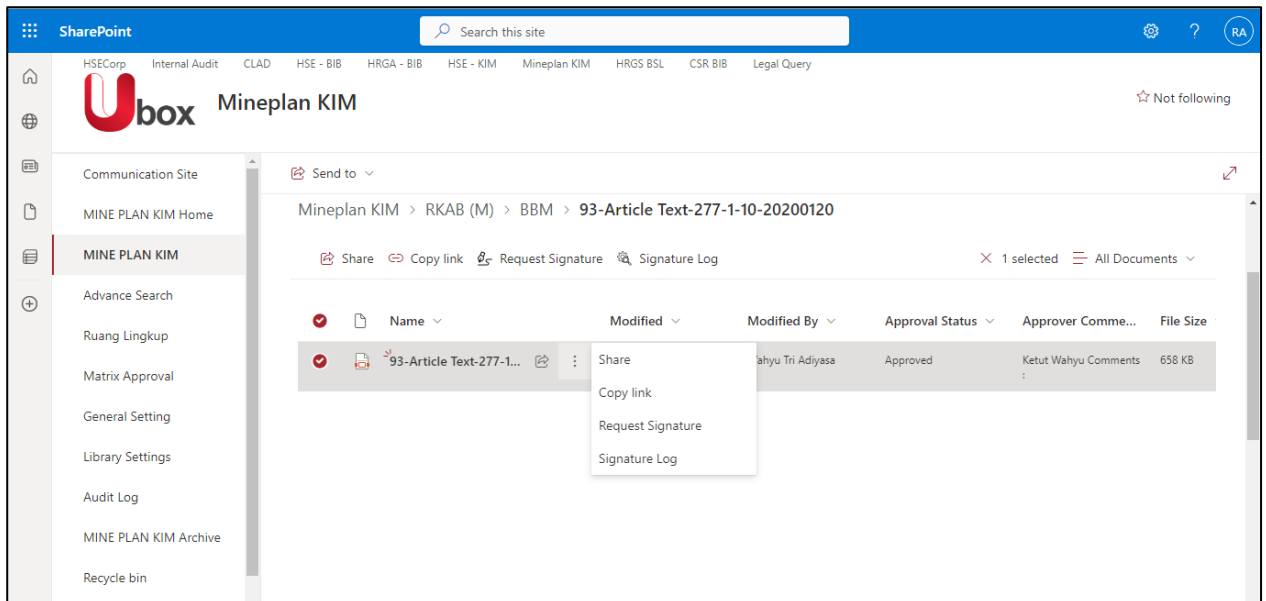 SharePoint
Search this site
?
RA
HSECorp Internal Audit CLAD HSE - BIB HRGA - BIB HSE - KIM Mineplan KIM HRGS BSL CSR BIB Legal Query
Ubox
Mineplan KIM
Not following
Communication Site
MINE PLAN KIM Home
MINE PLAN KIM
Advance Search
Ruang Lingkup
Matrix Approval
General Setting
Library Settings
Audit Log
MINE PLAN KIM Archive
Recycle bin
Send to
Mineplan KIM > RKAB (M) > BBM > 93-Article Text-277-1-10-20200120
Share Copy link Request Signature Signature Log 1 selected All Documents
Name Modified Modified By Approval Status Approver Comme... File Size
93-Article Text-277-1... Tri Adiyasa Approved Ketut Wahyu Comments 658 KB
:
Share
Copy link
Request Signature
Signature Log